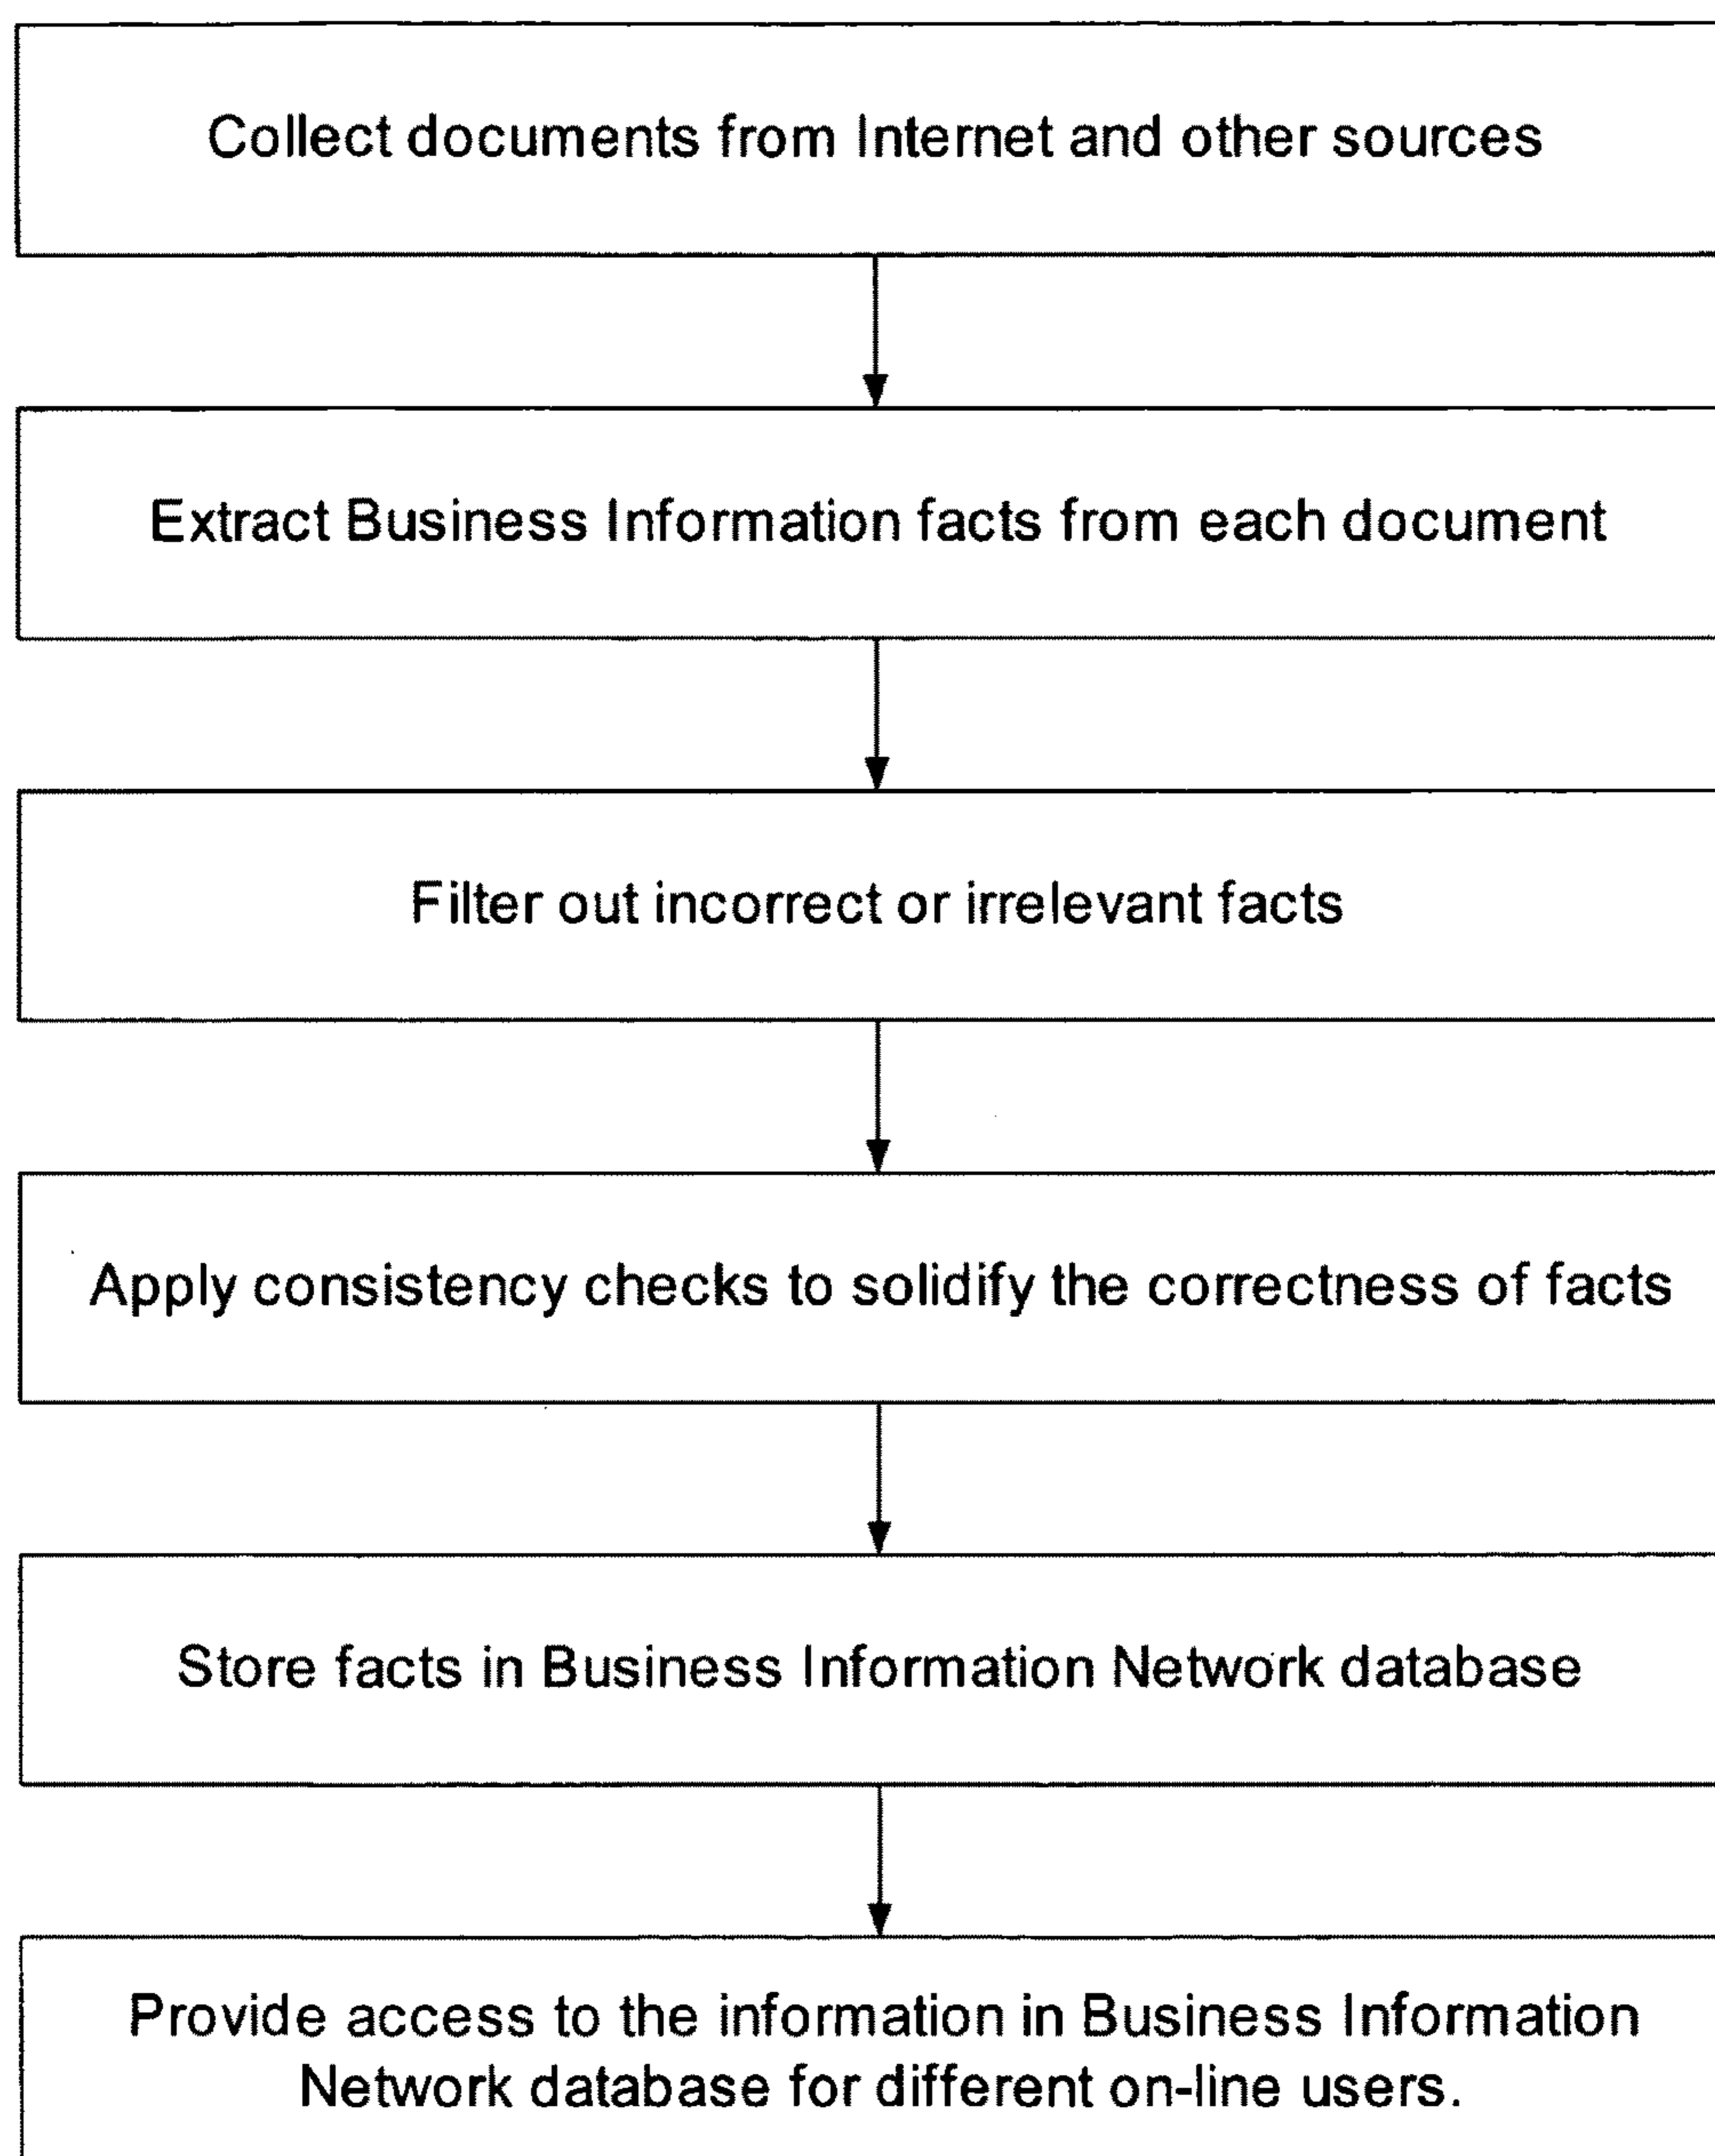 Collect documents from Internet and other sources
Extract Business Information facts from each document
Filter out incorrect or irrelevant facts
Apply consistency checks to solidify the correctness of facts
Store facts in Business Information Network database
Provide access to the information in Business Information
Network database for different on-line users.